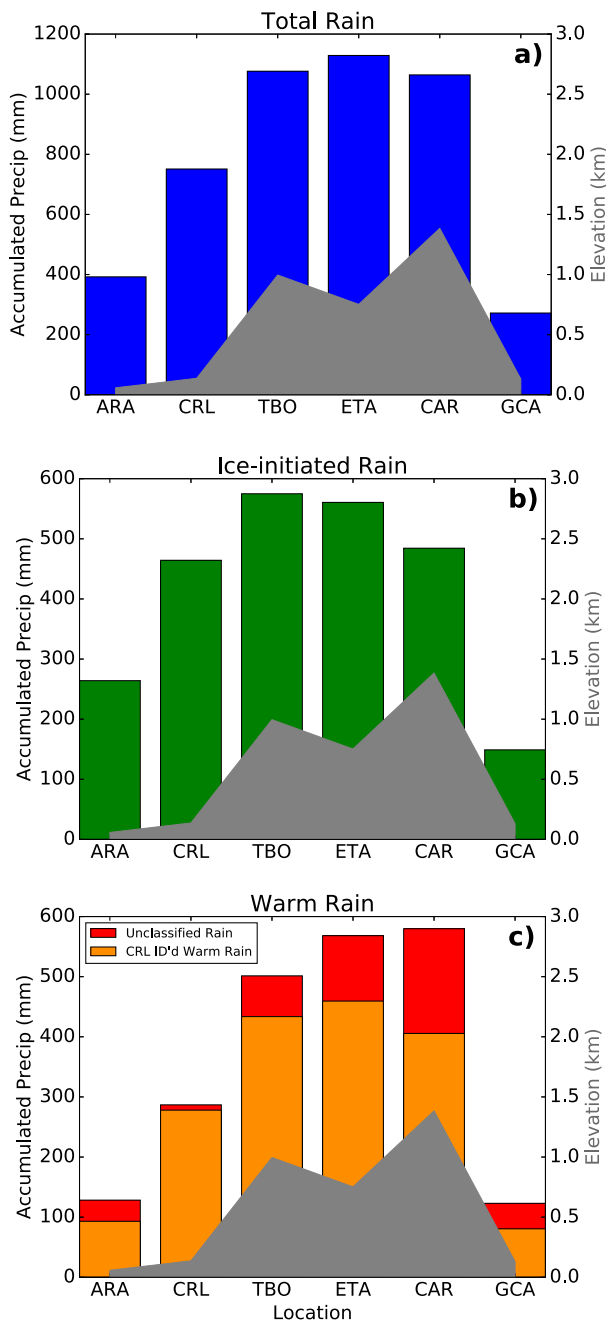 Total Rain
a)
1200
1000
800
600
400
200
0
Accumulated Precip (mm)
3.0
2.5
2.0
1.5
1.0
0.5
0.0
Elevation (km)
ARA CRL TBO ETA CAR GCA
Ice-initiated Rain
b)
600
500
400
300
200
100
0
Accumulated Precip (mm)
3.0
2.5
2.0
1.5
1.0
0.5
0.0
Elevation (km)
ARA CRL TBO ETA CAR GCA
Warm Rain
Unclassified Rain
CRL ID'd Warm Rain
c)
600
500
400
300
200
100
0
Accumulated Precip (mm)
3.0
2.5
2.0
1.5
1.0
0.5
0.0
Elevation (km)
ARA CRL TBO ETA CAR GCA
Location